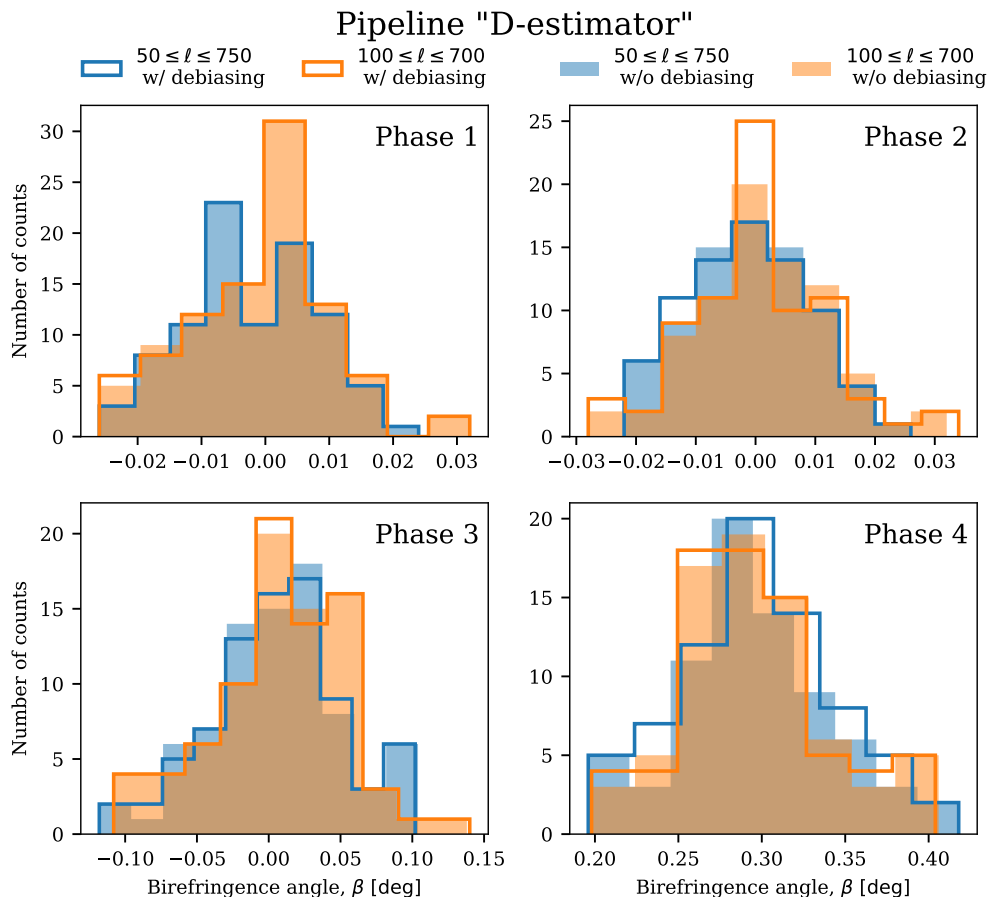 Pipeline "D-estimator"
50 ≤ ℓ ≤ 750
w/ debiasing
100 ≤ ℓ ≤ 700
w/ debiasing
50 ≤ ℓ ≤ 750
w/o debiasing
100 ≤ ℓ ≤ 700
w/o debiasing
Phase 1
Number of counts
30
25
20
15
10
5
0
−0.02 −0.01 0.00 0.01 0.02 0.03
Phase 2
25
20
15
10
5
0
−0.03 −0.02 −0.01 0.00 0.01 0.02 0.03
Phase 3
Number of counts
20
15
10
5
0
−0.10 −0.05 0.00 0.05 0.10 0.15
Birefringence angle, β [deg]
Phase 4
20
15
10
5
0
0.20 0.25 0.30 0.35 0.40
Birefringence angle, β [deg]